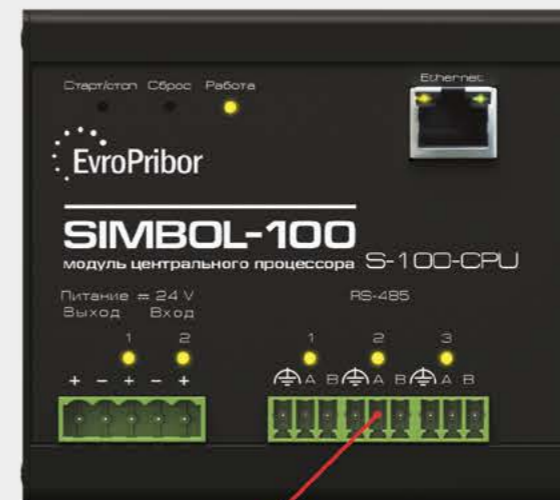 Старт/стоп Сброс Работа
Ethernet
EvroPribor
SIMBOL-100
модуль центрального процессора S-100-CPU
Питание = 24 V
Выход Вход
RS-485
1 2
1 2 3
+ - + - +
A B A B A B